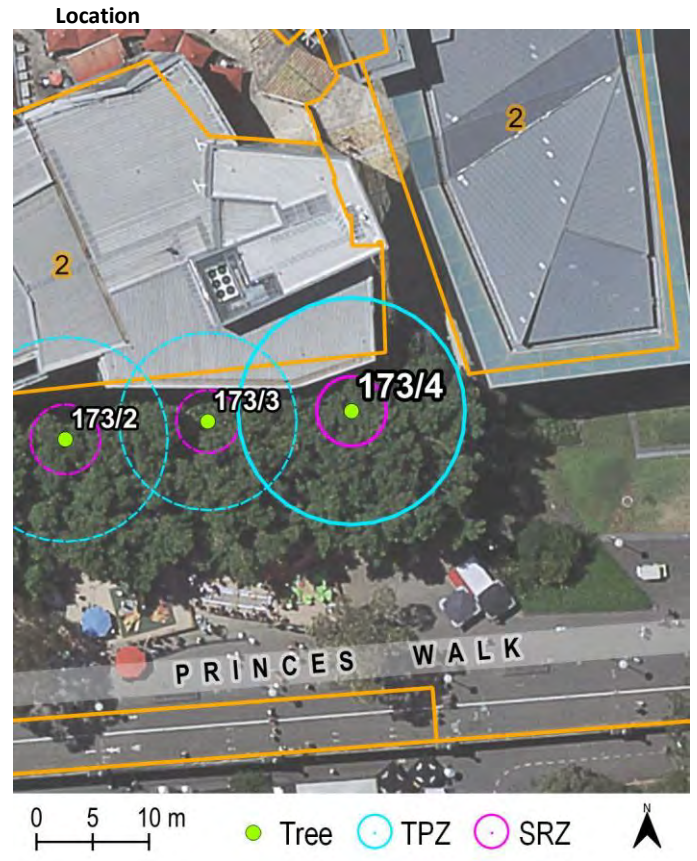 Location
2
2
173/2
173/3
173/4
PRINCES WALK
0 5 10 m
Tree
TPZ
SRZ
N